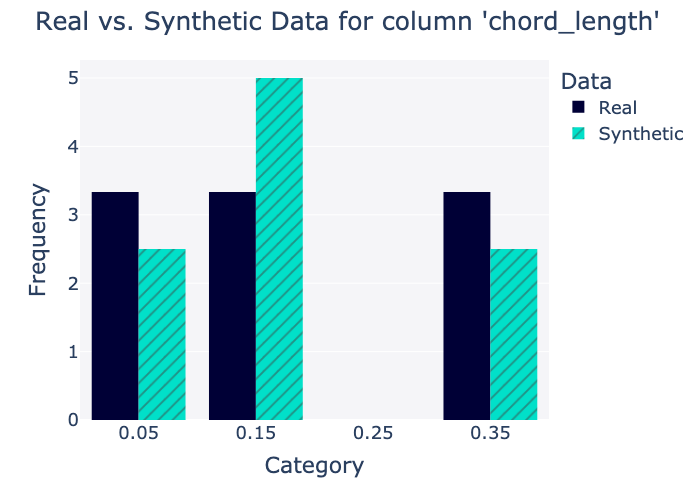 Real vs. Synthetic Data for column 'chord_length'
Data
Real
Synthetic
Frequency
5
4
3
2
1
0
0.05 0.15 0.25 0.35
Category